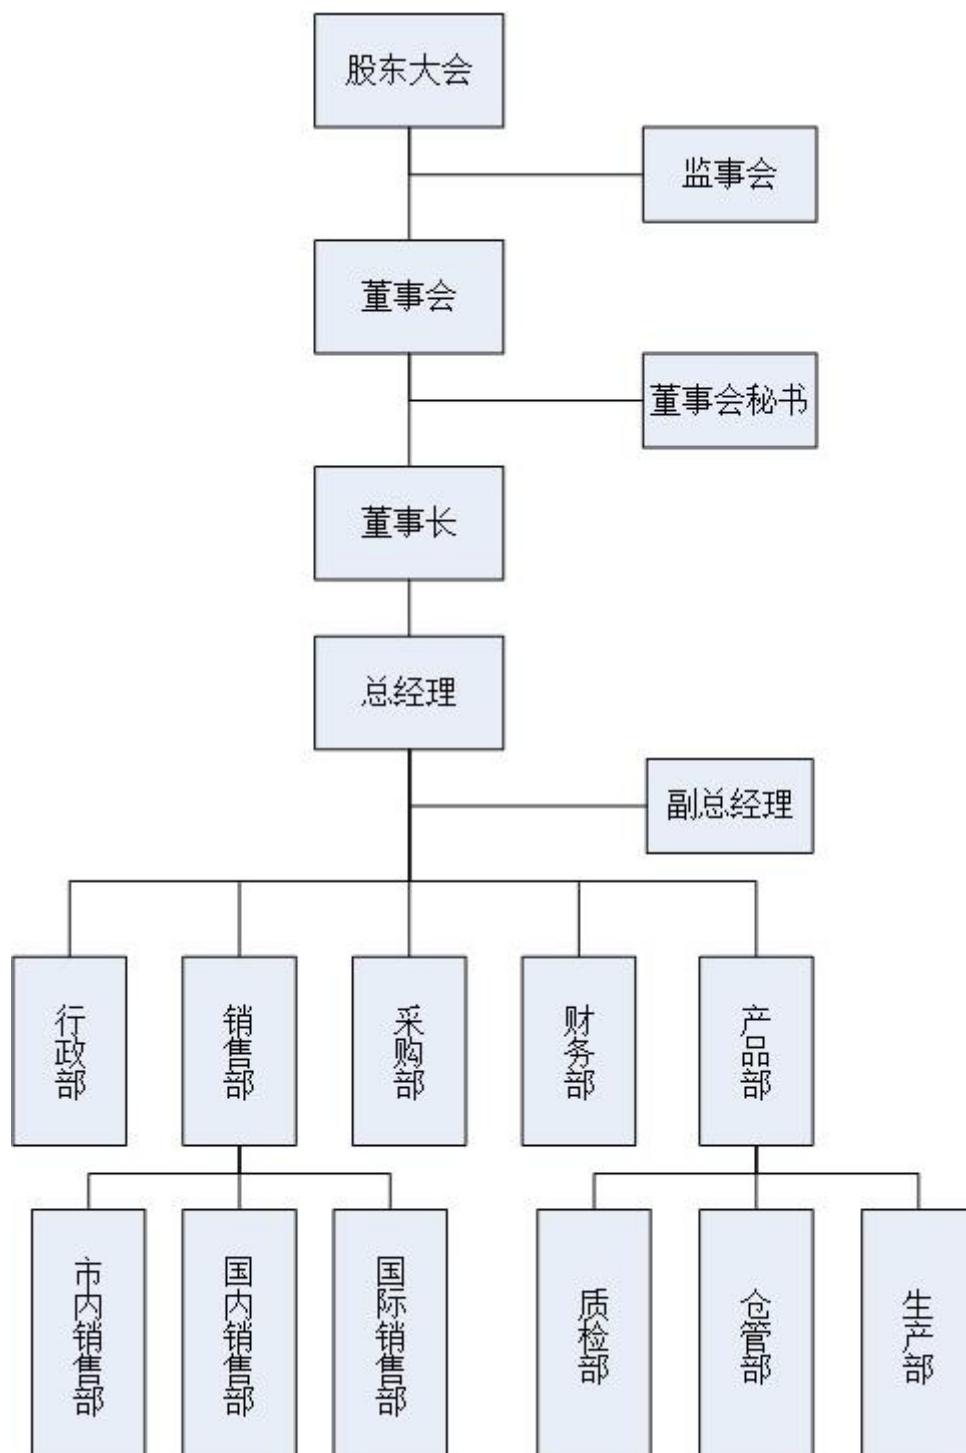 股东大会
监事会
董事会
董事会秘书
董事长
总经理
副总经理
行政部
销售部
采购部
财务部
产品部
市内销售部
国内销售部
国际销售部
质检部
仓管部
生产部